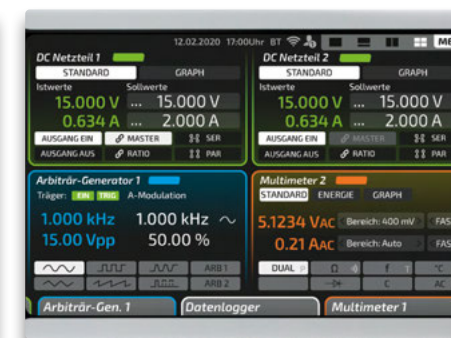 12.02.2020 17:00Uhr BT ME
DC Netzteil 1
STANDARD GRAPH
Istwerte Sollwerte
15.000 V ... 15.000 V
0.634 A ... 2.000 A
AUSGANG EIN MASTER SER
AUSGANG AUS RATIO PAR
DC Netzteil 2
STANDARD GRAPH
Istwerte Sollwerte
15.000 V ... 15.000 V
0.634 A ... 2.000 A
AUSGANG EIN MASTER SER
AUSGANG AUS RATIO PAR
Arbiträr-Generator 1
Träger: EIN TRIG A-Modulation
1.000 kHz 1.000 kHz
15.00 Vpp 50.00 %
ARB 1
ARB 2
Multimeter 2
STANDARD ENERGIE GRAPH
5.1234 VAC Bereich: 400 mV FAS
0.21 AAC Bereich: Auto FAS
DUAL P Ω f T °C
C AC
Arbiträr-Gen. 1 Datenlogger Multimeter 1